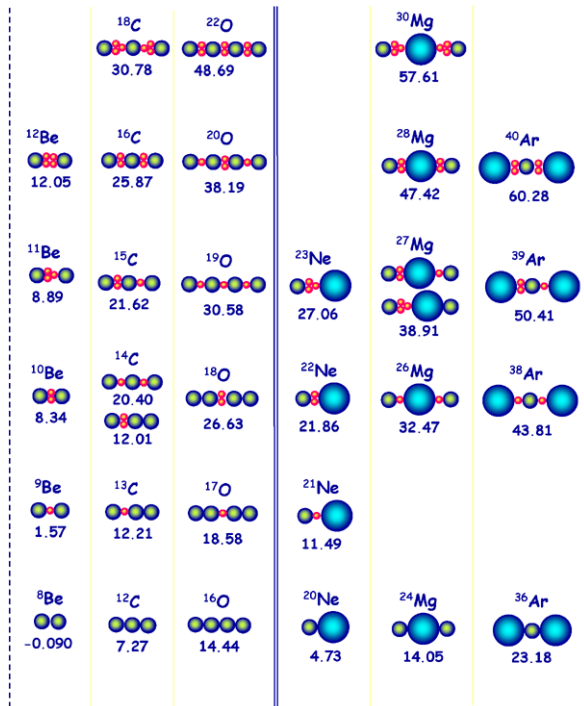 ¹⁸C ²²O ³⁰Mg
30.78 48.69 57.61
¹²Be ¹⁶C ²⁰O ²⁸Mg ⁴⁰Ar
12.05 25.87 38.19 47.42 60.28
¹¹Be ¹⁵C ¹⁹O ²³Ne ²⁷Mg ³⁹Ar
8.89 21.62 30.58 27.06 38.91 50.41
¹⁰Be ¹⁴C ¹⁸O ²²Ne ²⁶Mg ³⁸Ar
8.34 20.40 26.63 21.86 32.47 43.81
12.01
⁹Be ¹³C ¹⁷O ²¹Ne
1.57 12.21 18.58 11.49
⁸Be ¹²C ¹⁶O ²⁰Ne ²⁴Mg ³⁶Ar
-0.090 7.27 14.44 4.73 14.05 23.18